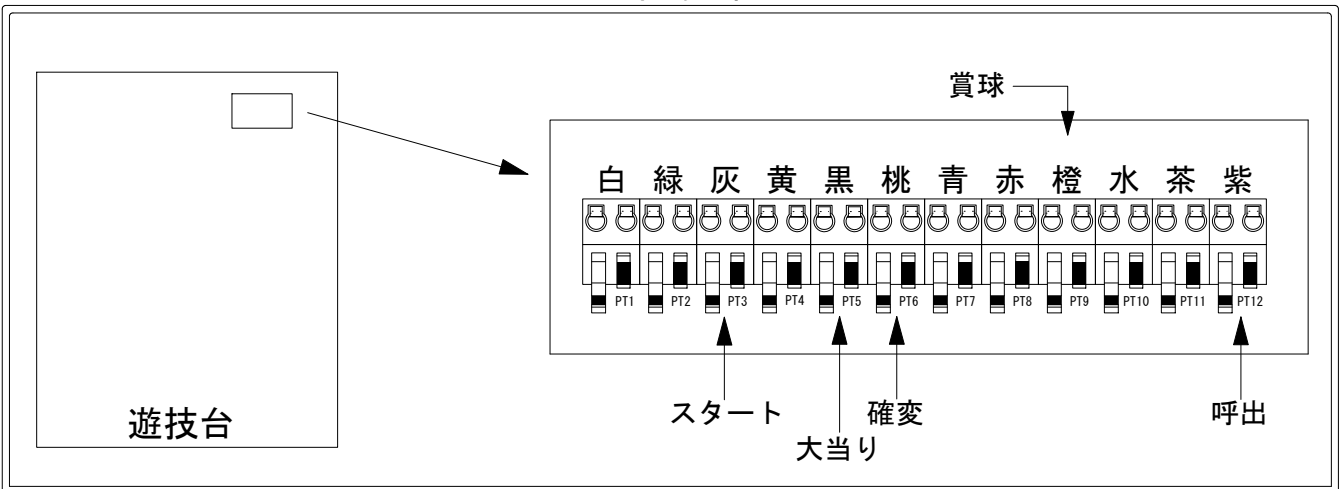 賞球
白 緑 灰 黄 黒 桃 青 赤 橙 水 茶 紫
PT1 PT2 PT3 PT4 PT5 PT6 PT7 PT8 PT9 PT10 PT11 PT12
スタート 確変 呼出
大当り
遊技台